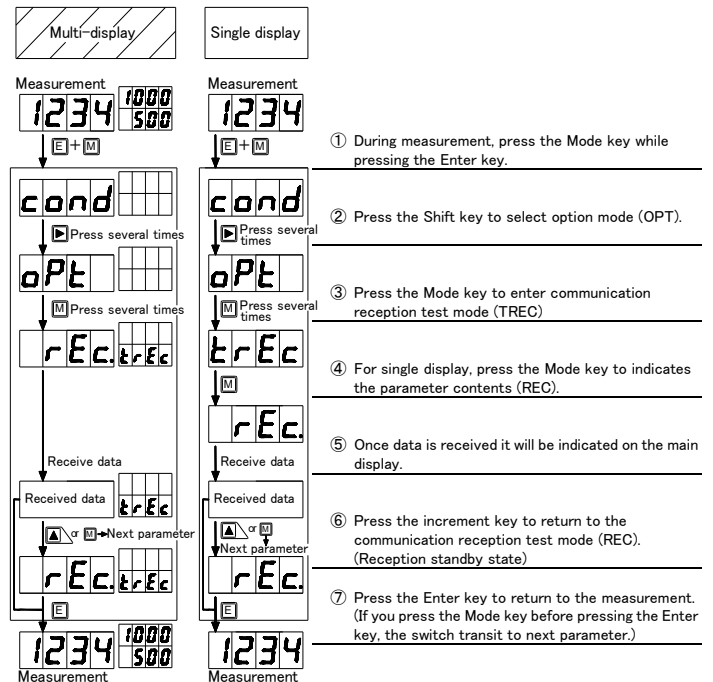 Multi-display
Single display
Measurement
1234
1000
500
E+M
cond
▶ Press several times
oPt
M Press several times
rEc.
trEc
Receive data
Received data
trEc
▲ or M→Next parameter
rEc.
trEc
E
1234
1000
500
Measurement
Measurement
1234
E+M
cond
▶ Press several
times
oPt
M Press several
times
trEc
M
rEc.
Receive data
Received data
▲ or M
Next parameter
rEc.
E
1234
Measurement
① During measurement, press the Mode key while
pressing the Enter key.
② Press the Shift key to select option mode (OPT).
③ Press the Mode key to enter communication
reception test mode (TREC)
④ For single display, press the Mode key to indicates
the parameter contents (REC).
⑤ Once data is received it will be indicated on the main
display.
⑥ Press the increment key to return to the
communication reception test mode (REC).
(Reception standby state)
⑦ Press the Enter key to return to the measurement.
(If you press the Mode key before pressing the Enter
key, the switch transit to next parameter.)